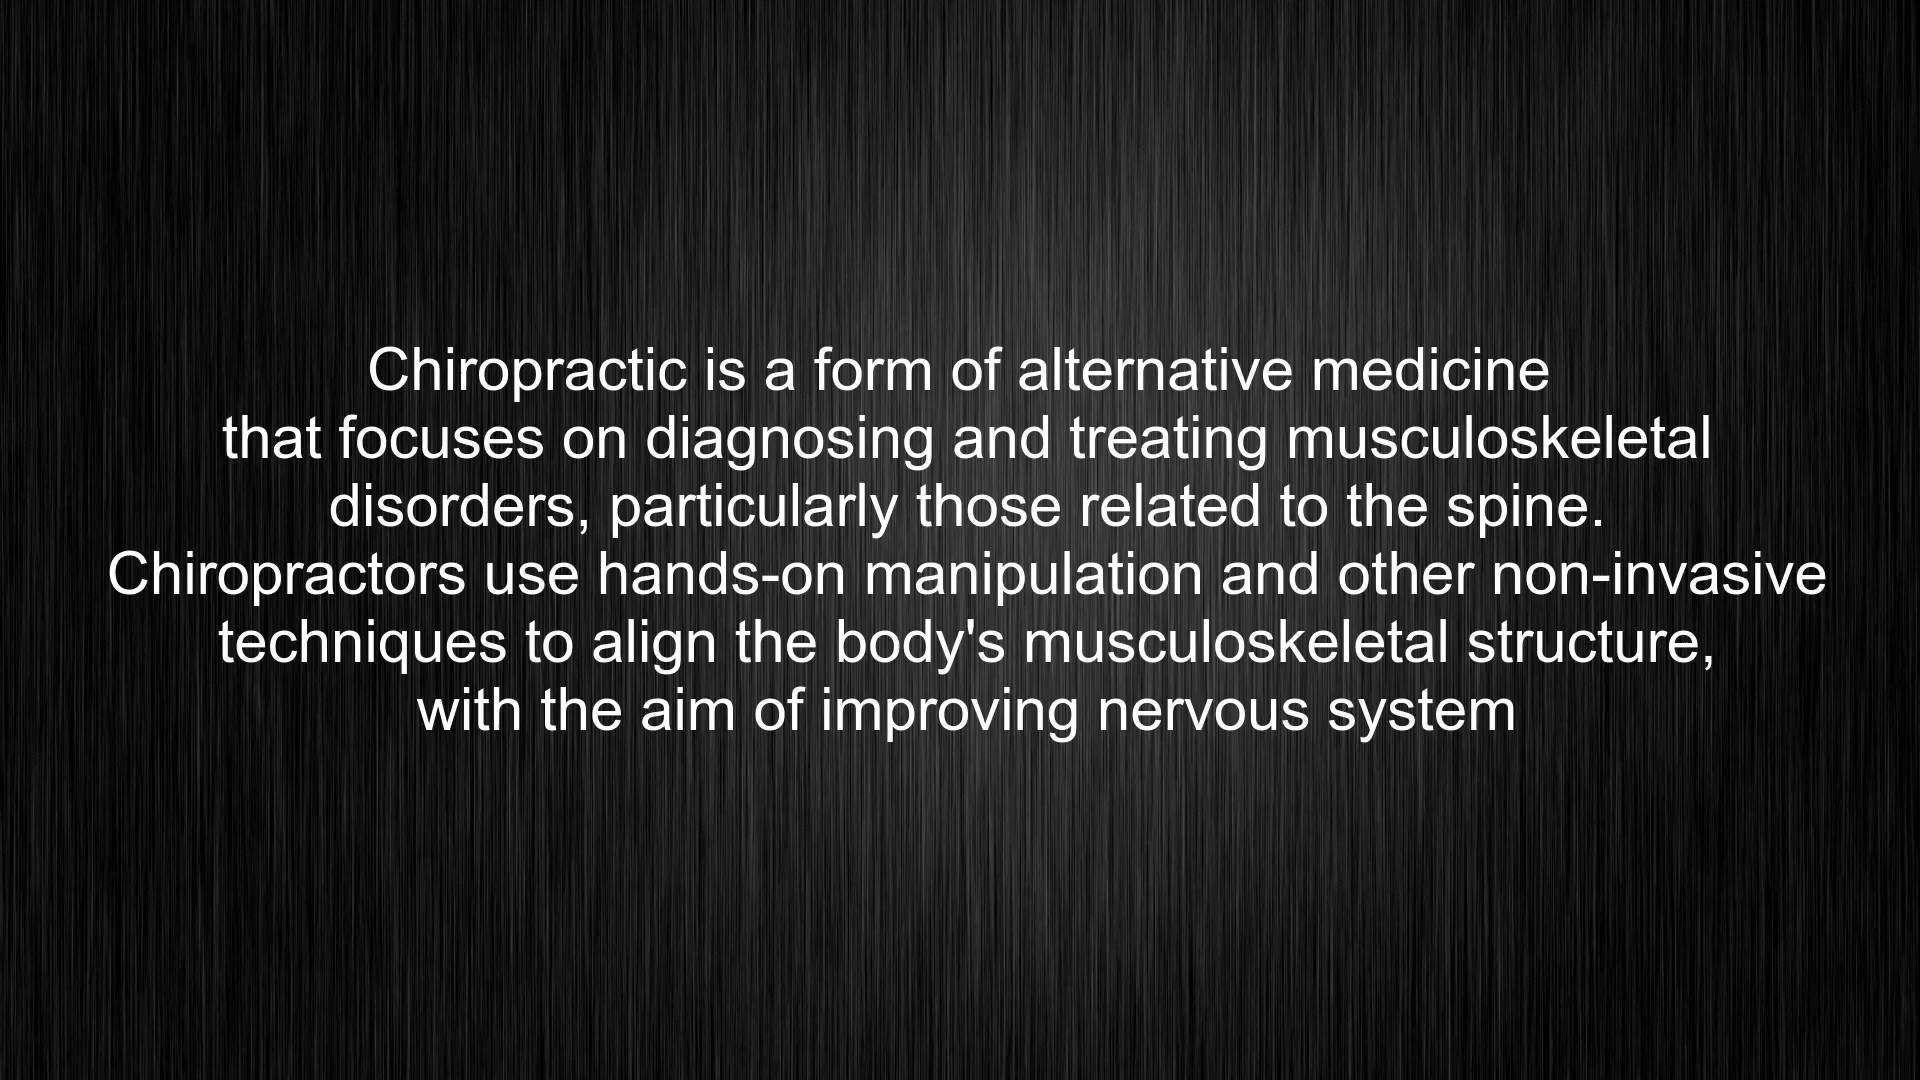 Chiropractic is a form of alternative medicine
that focuses on diagnosing and treating musculoskeletal
disorders, particularly those related to the spine.
Chiropractors use hands-on manipulation and other non-invasive
techniques to align the body's musculoskeletal structure,
with the aim of improving nervous system